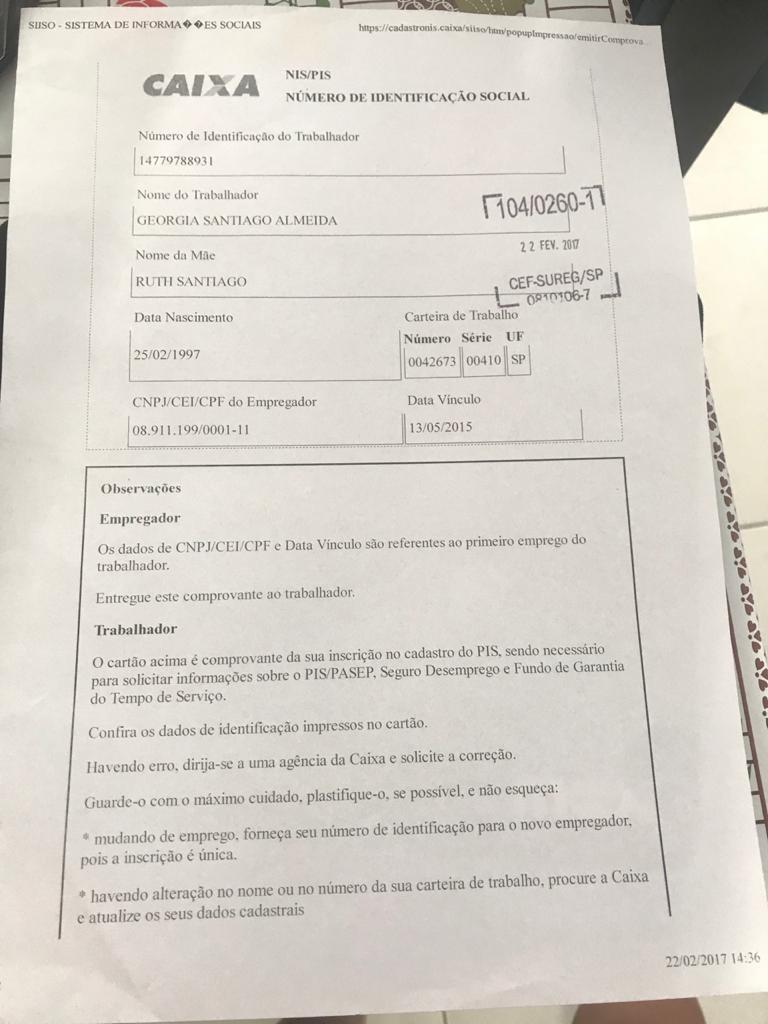 SIISO - SISTEMA DE INFORMA��ES SOCIAIS
https://cadastronis.caixa/siiso/htm/popupImpressao/emitirComprova...
CAIXA
NIS/PIS
NÚMERO DE IDENTIFICAÇÃO SOCIAL
Número de Identificação do Trabalhador
14779788931
Nome do Trabalhador
GEORGIA SANTIAGO ALMEIDA
104/0260-1
Nome da Mãe
22 FEV. 2017
RUTH SANTIAGO
CEF-SUREG/SP
0810106-7
Data Nascimento
Carteira de Trabalho
Número Série UF
25/02/1997
0042673 00410 SP
CNPJ/CEI/CPF do Empregador
Data Vínculo
08.911.199/0001-11
13/05/2015
Observações
Empregador
Os dados de CNPJ/CEI/CPF e Data Vínculo são referentes ao primeiro emprego do
trabalhador.
Entregue este comprovante ao trabalhador.
Trabalhador
O cartão acima é comprovante da sua inscrição no cadastro do PIS, sendo necessário
para solicitar informações sobre o PIS/PASEP, Seguro Desemprego e Fundo de Garantia
do Tempo de Serviço.
Confira os dados de identificação impressos no cartão.
Havendo erro, dirija-se a uma agência da Caixa e solicite a correção.
Guarde-o com o máximo cuidado, plastifique-o, se possível, e não esqueça:
* mudando de emprego, forneça seu número de identificação para o novo empregador,
pois a inscrição é única.
* havendo alteração no nome ou no número da sua carteira de trabalho, procure a Caixa
e atualize os seus dados cadastrais
22/02/2017 14:36